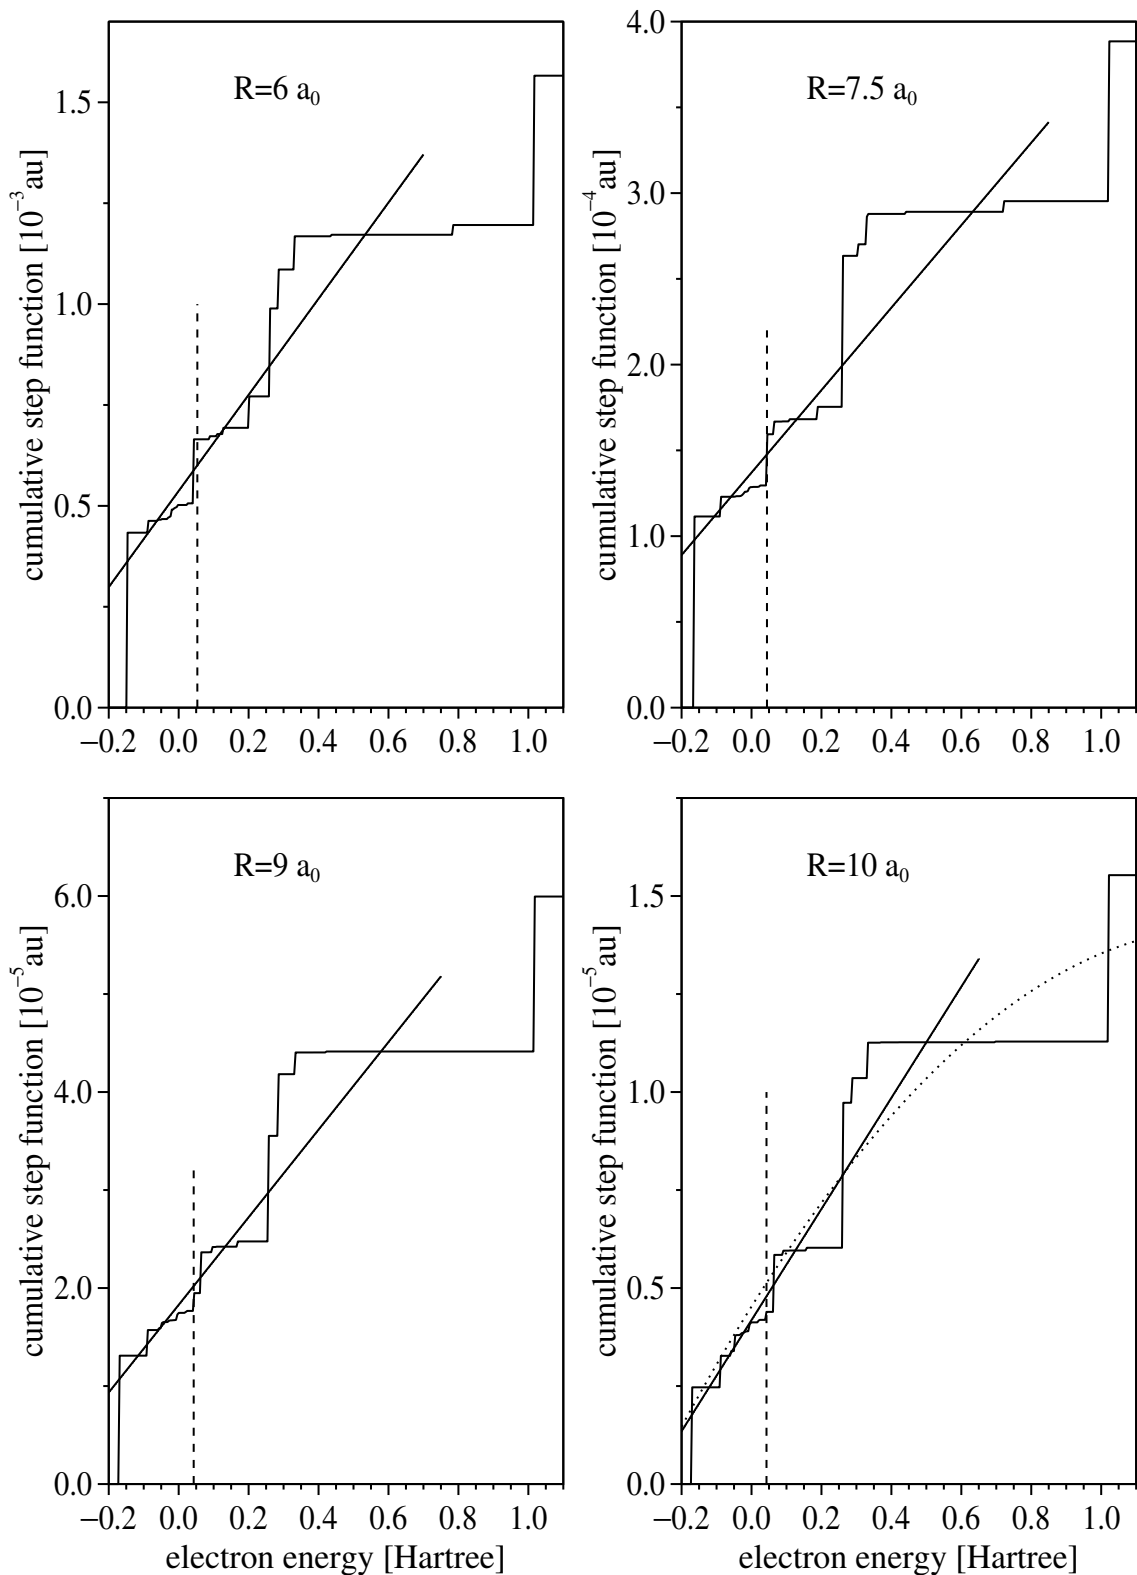 R=6 a₀
cumulative step function [10⁻³au]
1.5
1.0
0.5
0.0
−0.2 0.0 0.2 0.4 0.6 0.8 1.0
R=7.5 a₀
cumulative step function [10⁻⁴au]
4.0
3.0
2.0
1.0
0.0
−0.2 0.0 0.2 0.4 0.6 0.8 1.0
R=9 a₀
cumulative step function [10⁻⁵au]
6.0
4.0
2.0
0.0
−0.2 0.0 0.2 0.4 0.6 0.8 1.0
electron energy [Hartree]
R=10 a₀
cumulative step function [10⁻⁵au]
1.5
1.0
0.5
0.0
−0.2 0.0 0.2 0.4 0.6 0.8 1.0
electron energy [Hartree]